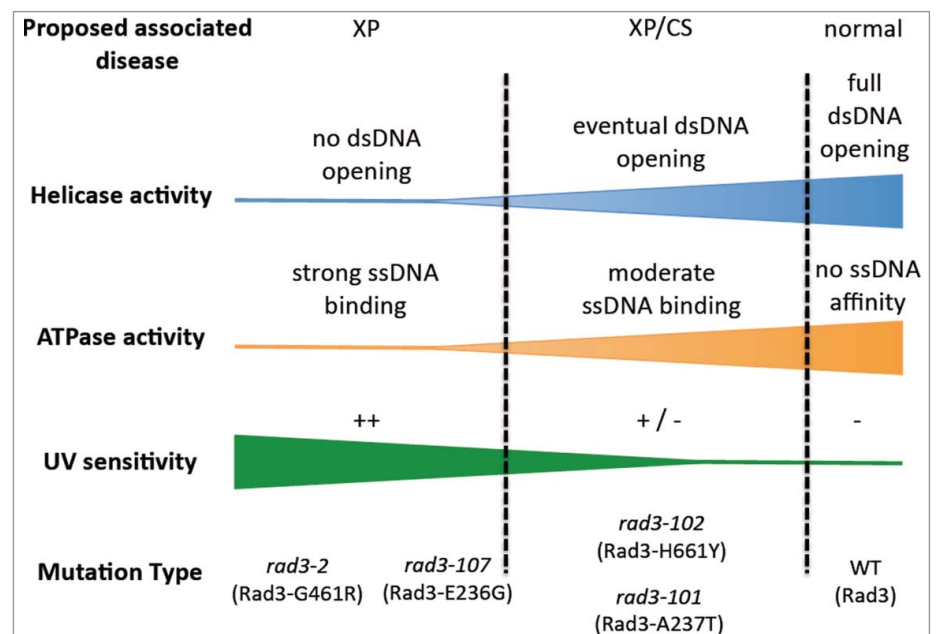 Proposed associated
disease
XP
XP/CS
normal
Helicase activity
no dsDNA
opening
eventual dsDNA
opening
full
dsDNA
opening
ATPase activity
strong ssDNA
binding
moderate
ssDNA binding
no ssDNA
affinity
UV sensitivity
++
+ / -
-
Mutation Type
rad3-2
(Rad3-G461R)
rad3-107
(Rad3-E236G)
rad3-102
(Rad3-H661Y)
rad3-101
(Rad3-A237T)
WT
(Rad3)